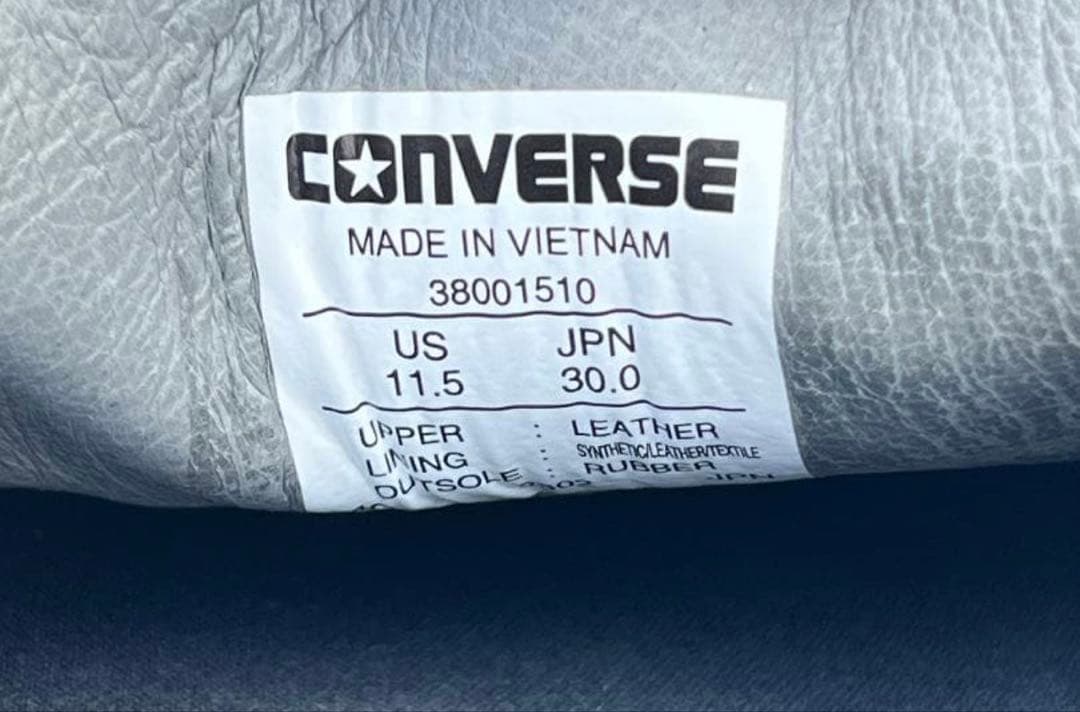 CONVERSE
MADE IN VIETNAM
38001510
US JPN
11.5 30.0
UPPER : LEATHER
LINING : SYNTHETIC/LEATHER/TEXTILE
OUTSOLE : RUBBER
JPN